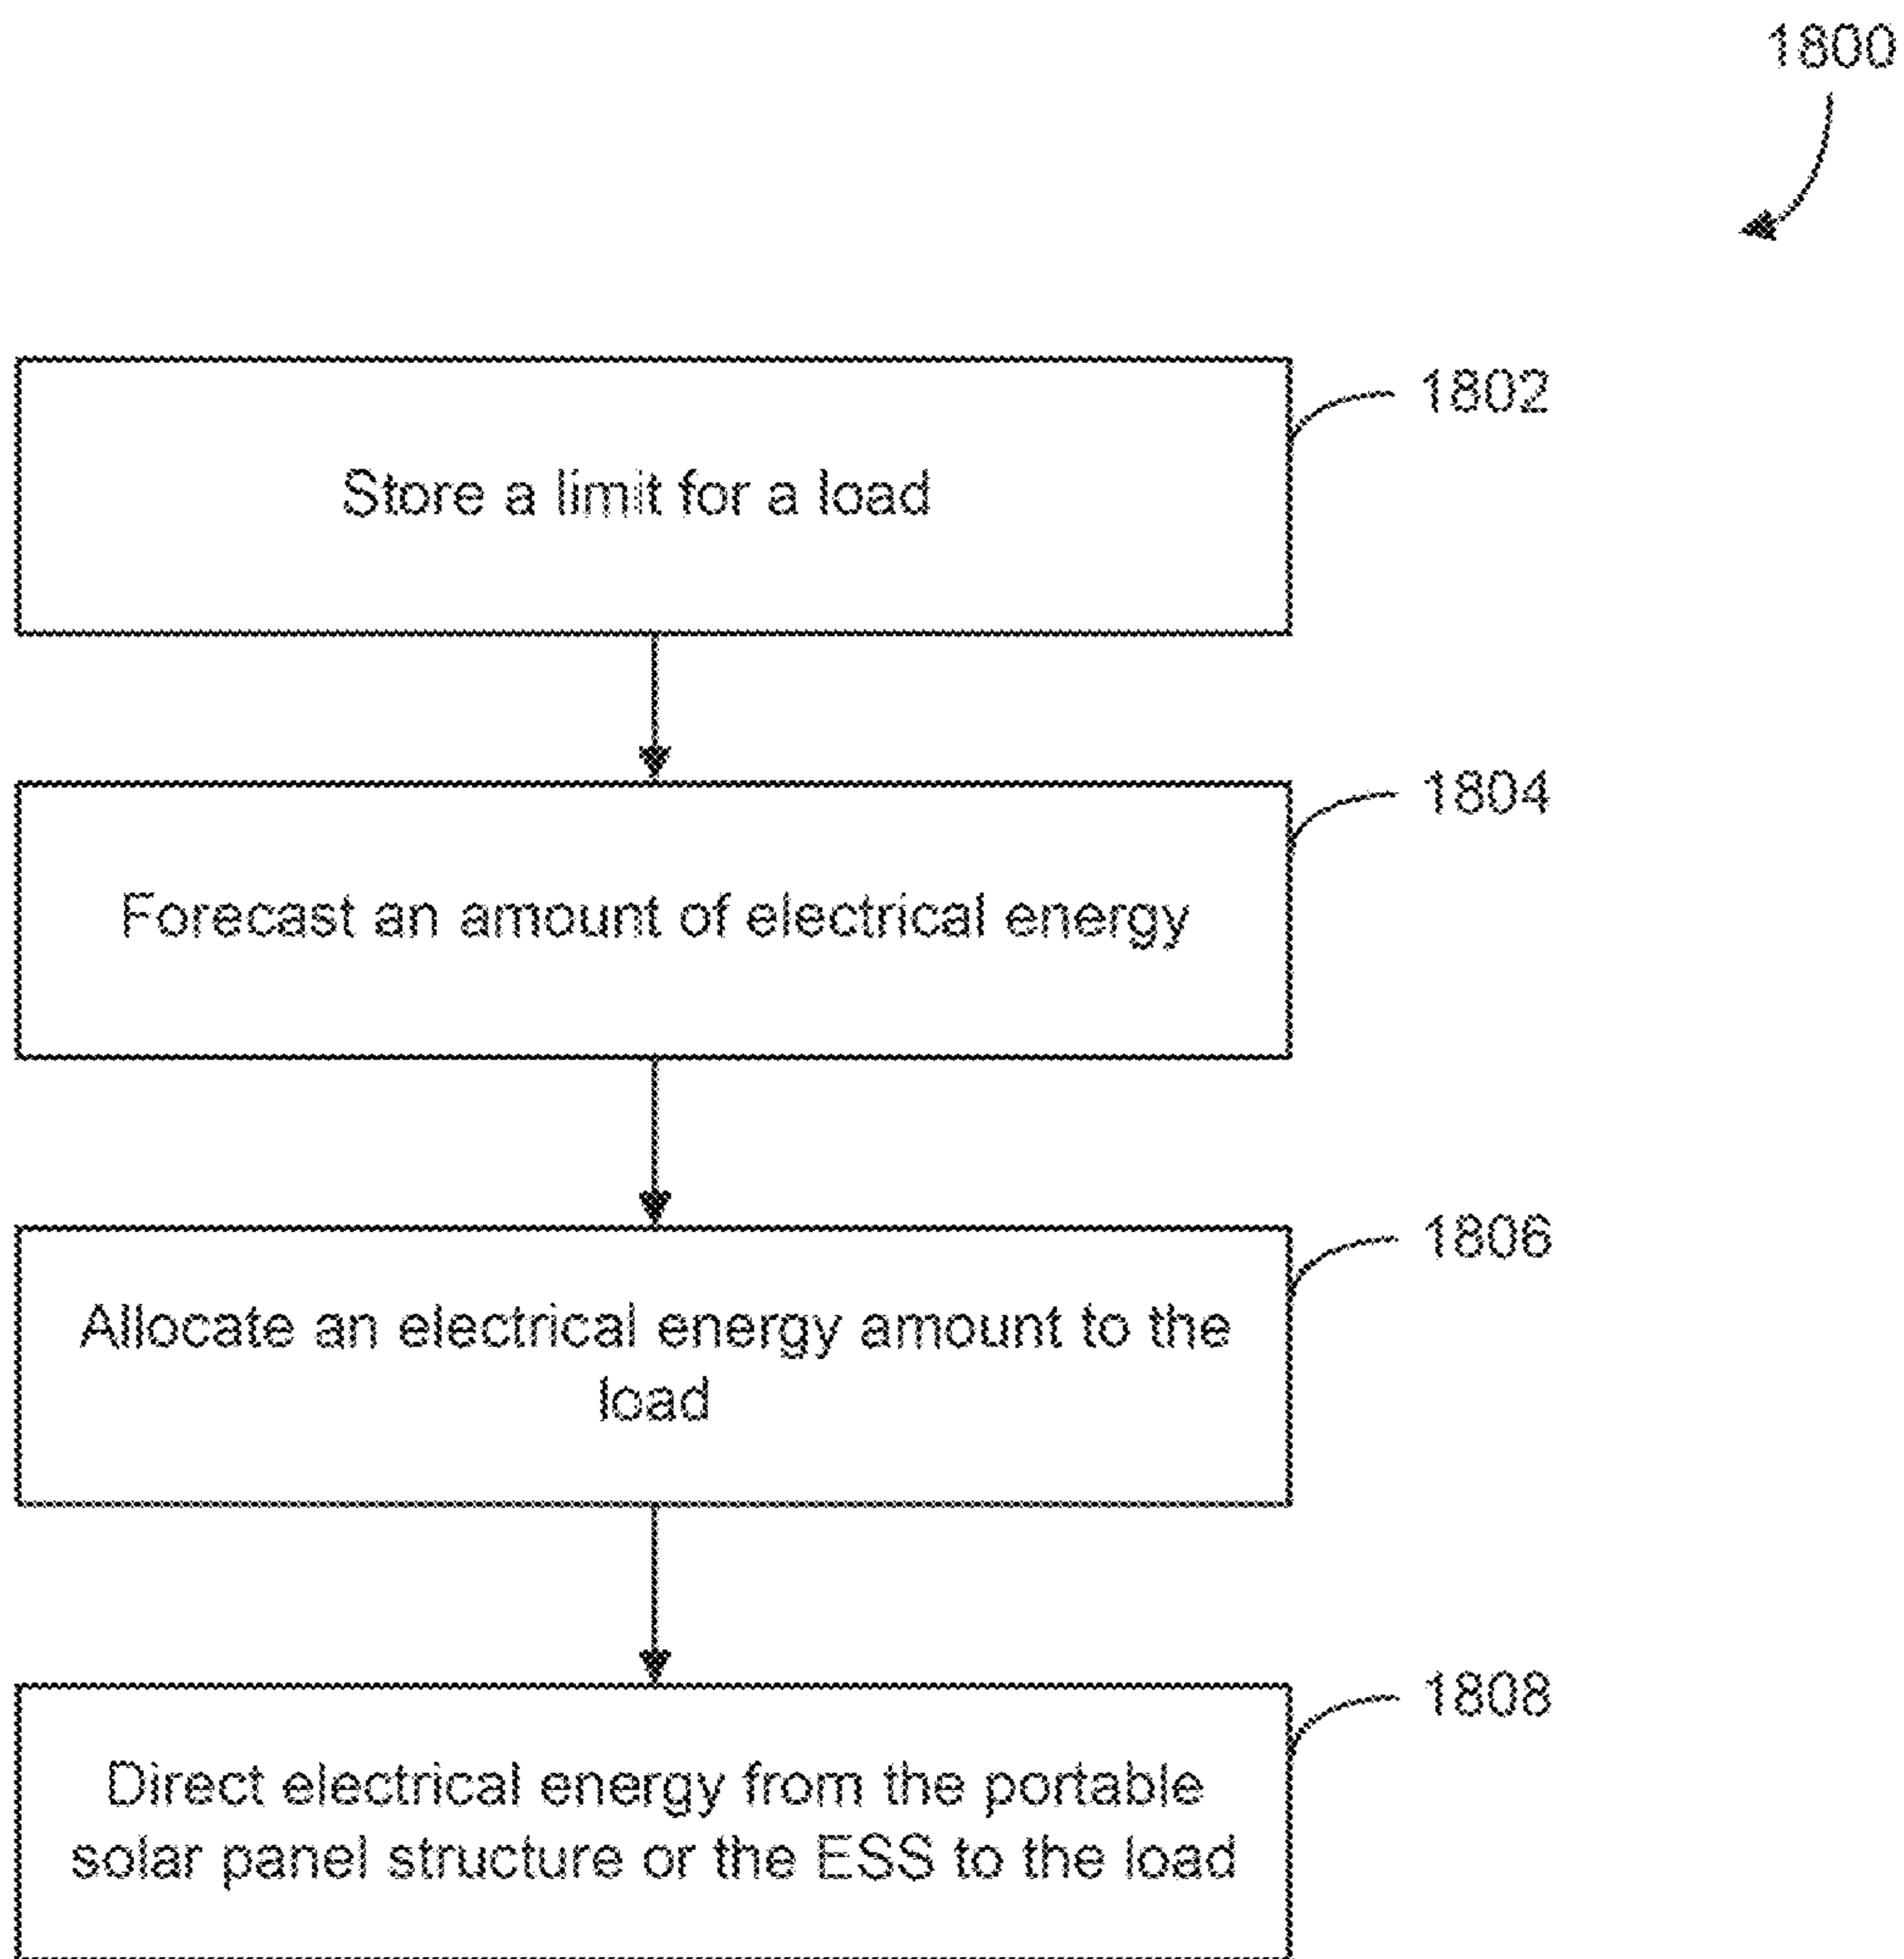 1800
1802
Store a limit for a load
1804
Forecast an amount of electrical energy
1806
Allocate an electrical energy amount to the
load
1808
Direct electrical energy from the portable
solar panel structure or the ESS to the load